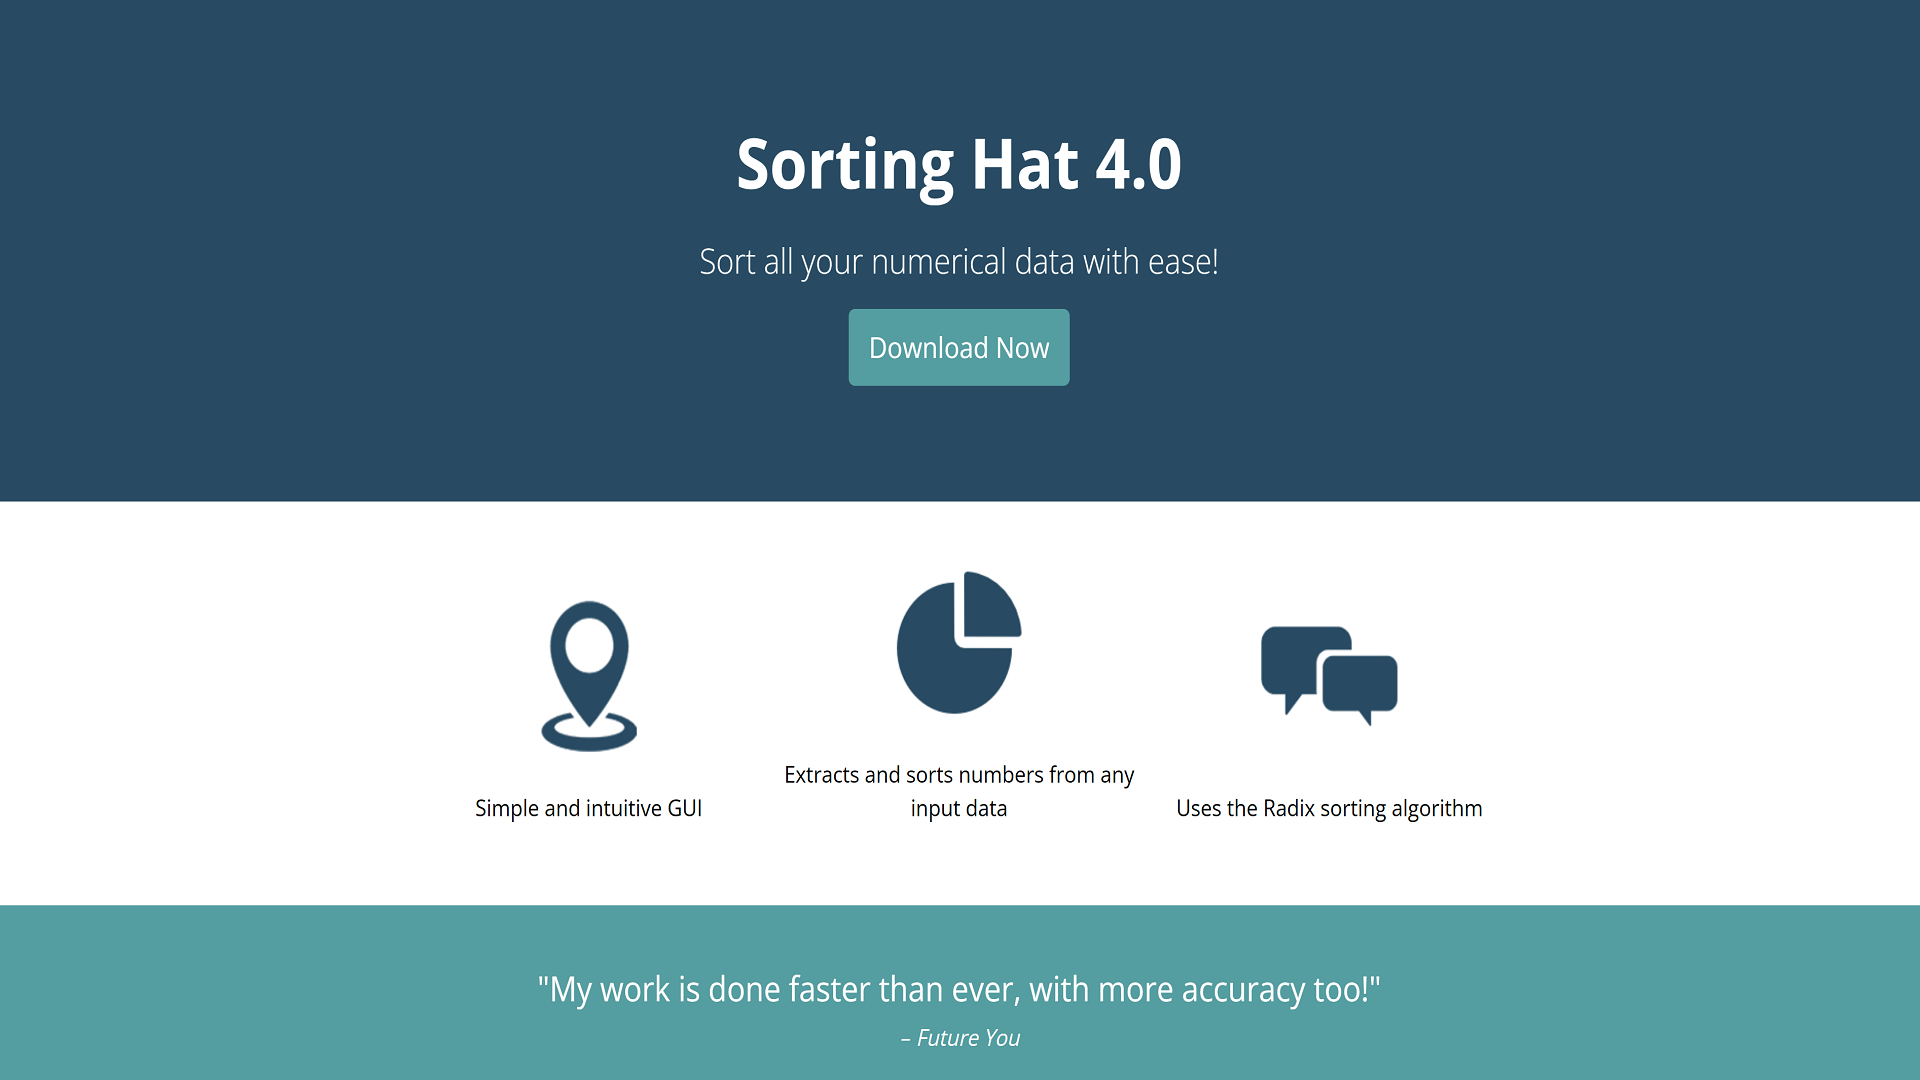 Sorting Hat 4.0
Sort all your numerical data with ease!
Download Now
Simple and intuitive GUI
Extracts and sorts numbers from any
input data
Uses the Radix sorting algorithm
"My work is done faster than ever, with more accuracy too!"
– Future You